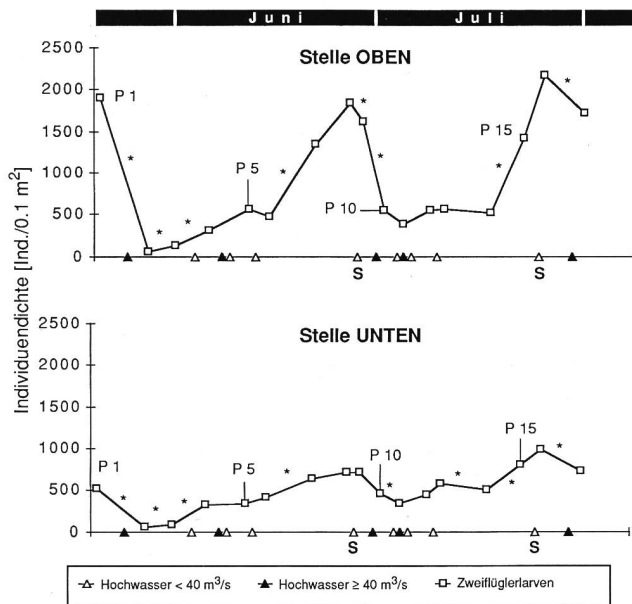 Juni Juli
Stelle OBEN
Individuendichte [Ind./0.1 m²]
2500
2000
1500
1000
500
0
P 1
P 5
P 10
P 15
* * * * * * * *
S S
Stelle UNTEN
2500
2000
1500
1000
500
0
P 1
P 5
P 10
P 15
* * * * * * * *
S S
Hochwasser < 40 m³/s Hochwasser ≥ 40 m³/s Zweiflüglerlarven